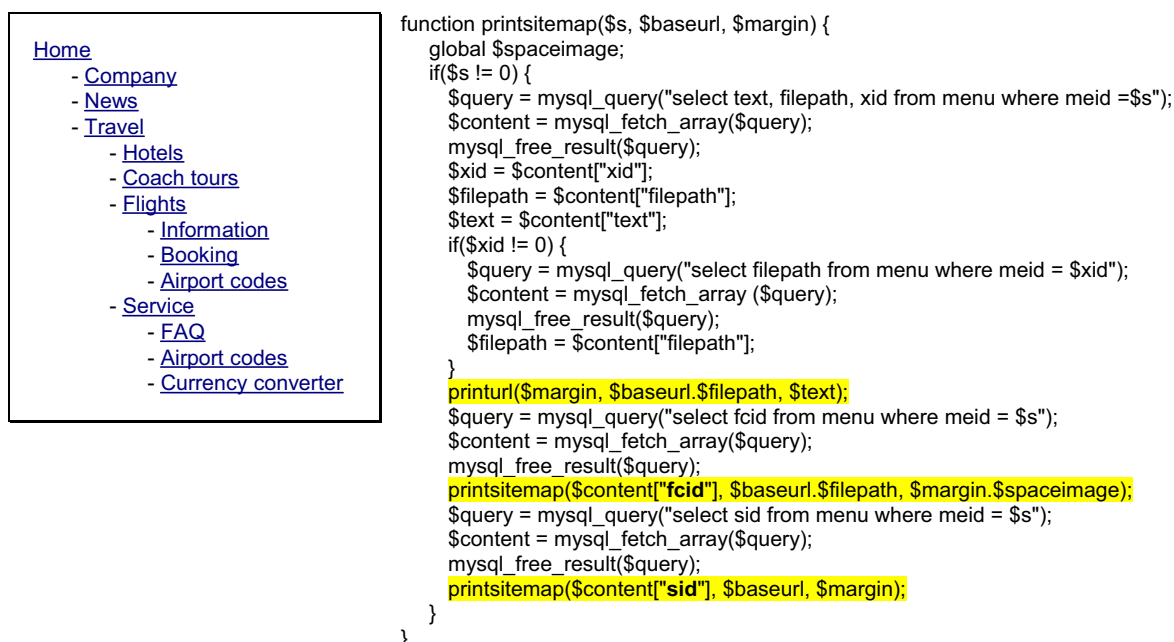 Home
- Company
- News
- Travel
- Hotels
- Coach tours
- Flights
- Information
- Booking
- Airport codes
- Service
- FAQ
- Airport codes
- Currency converter
function printsitemap($s, $baseurl, $margin) {
global $spaceimage;
if($s != 0) {
$query = mysql_query("select text, filepath, xid from menu where meid =$s");
$content = mysql_fetch_array($query);
mysql_free_result($query);
$xid = $content["xid"];
$filepath = $content["filepath"];
$text = $content["text"];
if($xid != 0) {
$query = mysql_query("select filepath from menu where meid = $xid");
$content = mysql_fetch_array ($query);
mysql_free_result($query);
$filepath = $content["filepath"];
}
printurl($margin, $baseurl.$filepath, $text);
$query = mysql_query("select fcid from menu where meid = $s");
$content = mysql_fetch_array($query);
mysql_free_result($query);
printsitemap($content["fcid"], $baseurl.$filepath, $margin.$spaceimage);
$query = mysql_query("select sid from menu where meid = $s");
$content = mysql_fetch_array($query);
mysql_free_result($query);
printsitemap($content["sid"], $baseurl, $margin);
}
}